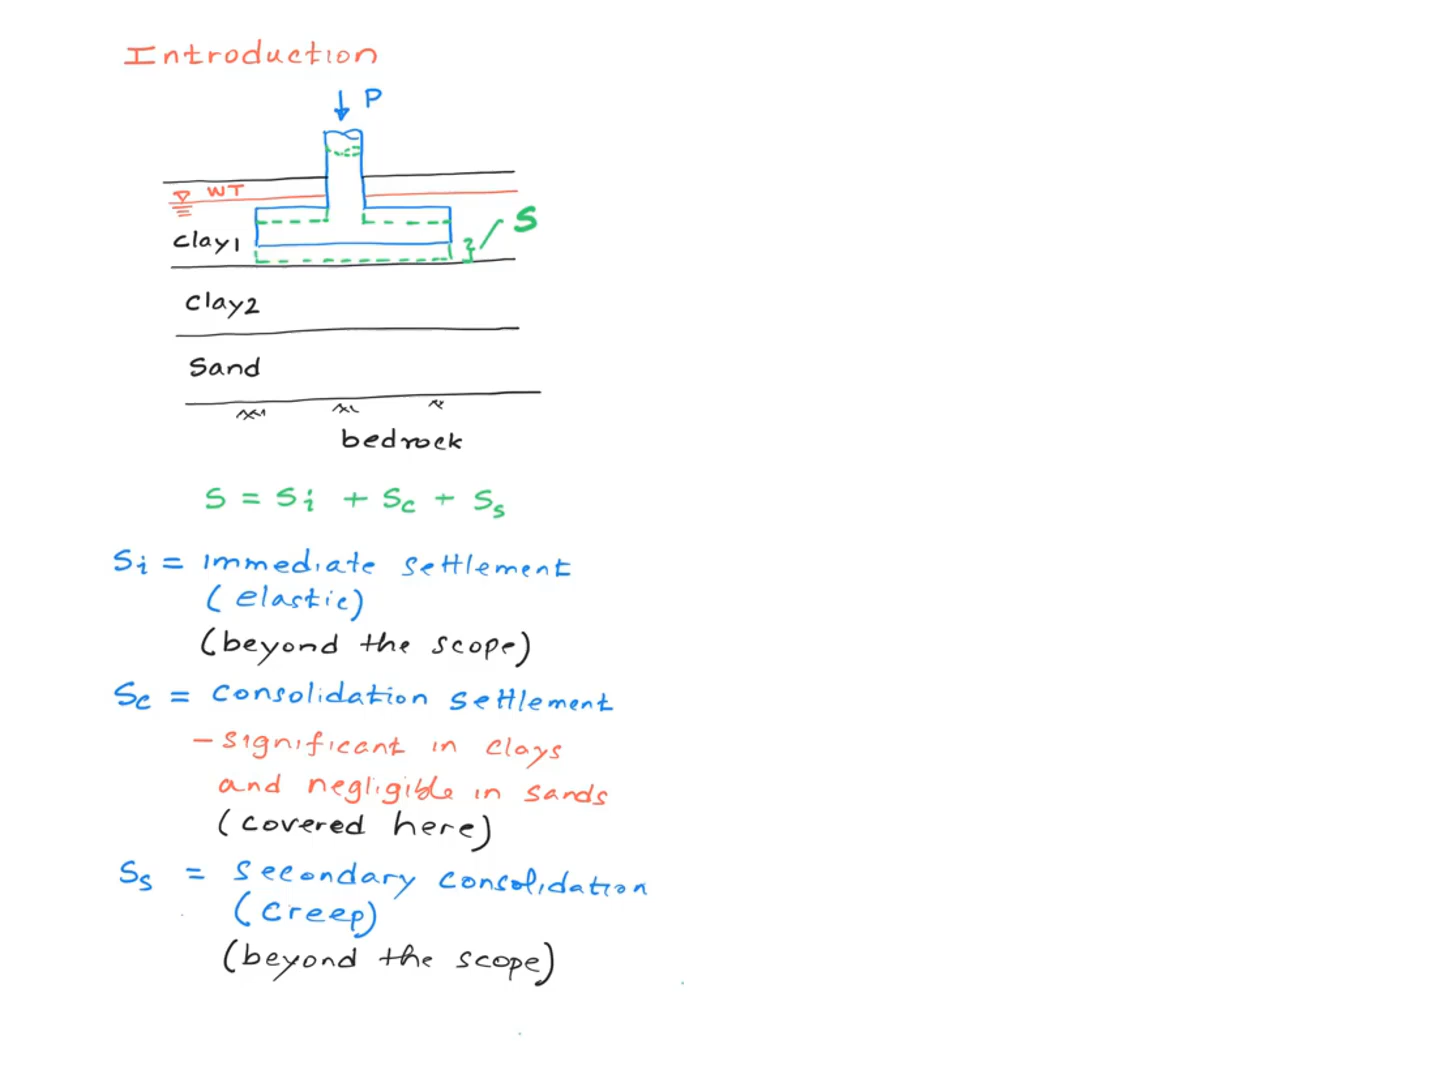 Introduction
P
WT
S
clay1
clay2
Sand
bedrock
S = Si + Sc + Ss
Si = immediate settlement
(elastic)
(beyond the scope)
Sc = consolidation settlement
- significant in clays
and negligible in sands
(covered here)
Ss = secondary consolidation
(creep)
(beyond the scope)